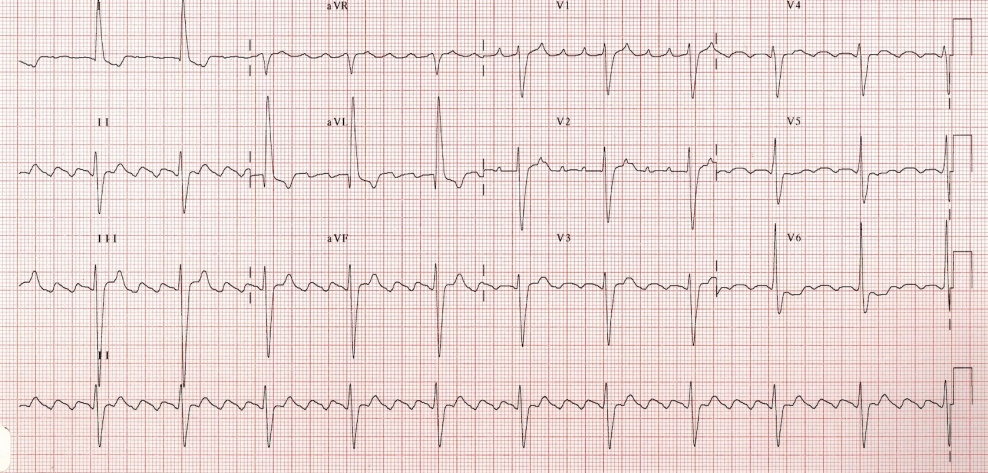 aVR V1 V4
II aVL V2 V5
III aVF V3 V6
II